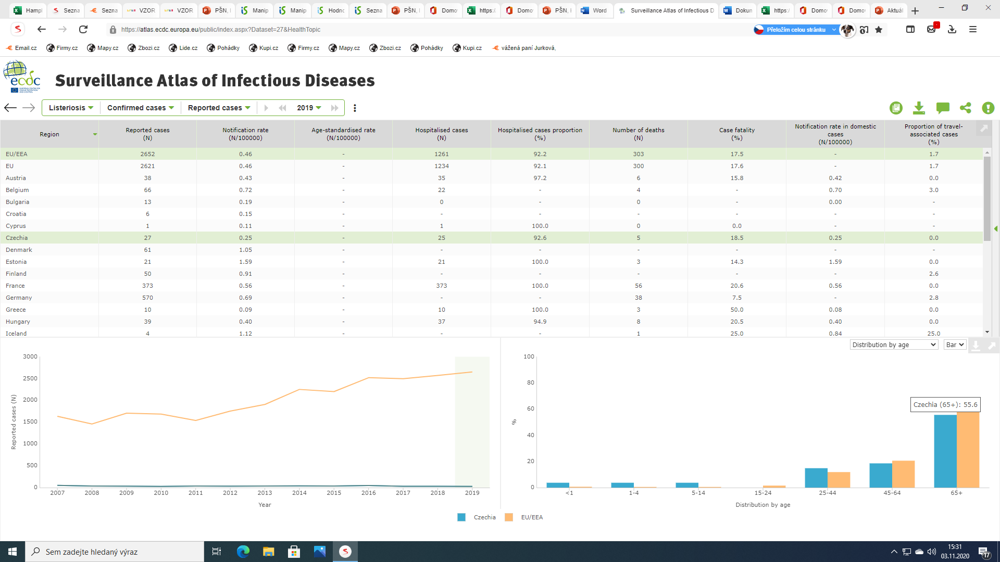 Hampl
Sezna
Sezna
VZOR
VZOR
PŠN,
Manip
Manip
Hodno
Sezna
PŠN,
Domov
https:/
Domov
PŠN,
Word
Surveillance Atlas of Infectious D
Dokun
https:/
Domov
Domov
Aktuál
https://atlas.ecdc.europa.eu/public/index.aspx?Dataset=27&HealthTopic
Přeložím celou stránku
Email.cz Firmy.cz Mapy.cz Zbozi.cz Lide.cz Pohádky Kupi.cz Firmy.cz Mapy.cz Zbozi.cz Pohádky Kupi.cz vážená paní Jurková,
ecdc
Surveillance Atlas of Infectious Diseases
Listeriosis Confirmed cases Reported cases 2019
Region
Reported cases (N)
Notification rate (N/100000)
Age-standardised rate (N/100000)
Hospitalised cases (N)
Hospitalised cases proportion (%)
Number of deaths (N)
Case fatality (%)
Notification rate in domestic cases (N/100000)
Proportion of travel-associated cases (%)
EU/EEA 2652 0.46 - 1261 92.2 303 17.5 - 1.7
EU 2621 0.46 - 1234 92.1 300 17.6 - 1.7
Austria 38 0.43 - 35 97.2 6 15.8 0.42 0.0
Belgium 66 0.72 - 22 - 4 - 0.70 3.0
Bulgaria 13 0.19 - 0 - 0 - 0.00 -
Croatia 6 0.15 - - - - - - -
Cyprus 1 0.11 - 1 100.0 0 0.0 - -
Czechia 27 0.25 - 25 92.6 5 18.5 0.25 0.0
Denmark 61 1.05 - - - - - - -
Estonia 21 1.59 - 21 100.0 3 14.3 1.59 0.0
Finland 50 0.91 - - - - - - 2.6
France 373 0.56 - 373 100.0 56 20.6 0.56 0.0
Germany 570 0.69 - - - 38 7.5 - 2.8
Greece 10 0.09 - 10 100.0 3 50.0 0.08 0.0
Hungary 39 0.40 - 37 94.9 8 20.5 0.40 0.0
Iceland 4 1.12 - - - 1 25.0 0.84 25.0
Reported cases (N)
3000
2500
2000
1500
1000
500
0
2007 2008 2009 2010 2011 2012 2013 2014 2015 2016 2017 2018 2019
Year
Distribution by age Bar
100
80
60
40
20
0
%
Czechia (65+): 55.6
<1 1-4 5-14 15-24 25-44 45-64 65+
Distribution by age
Czechia EU/EEA
Sem zadejte hledaný výraz
15:31
03.11.2020
17